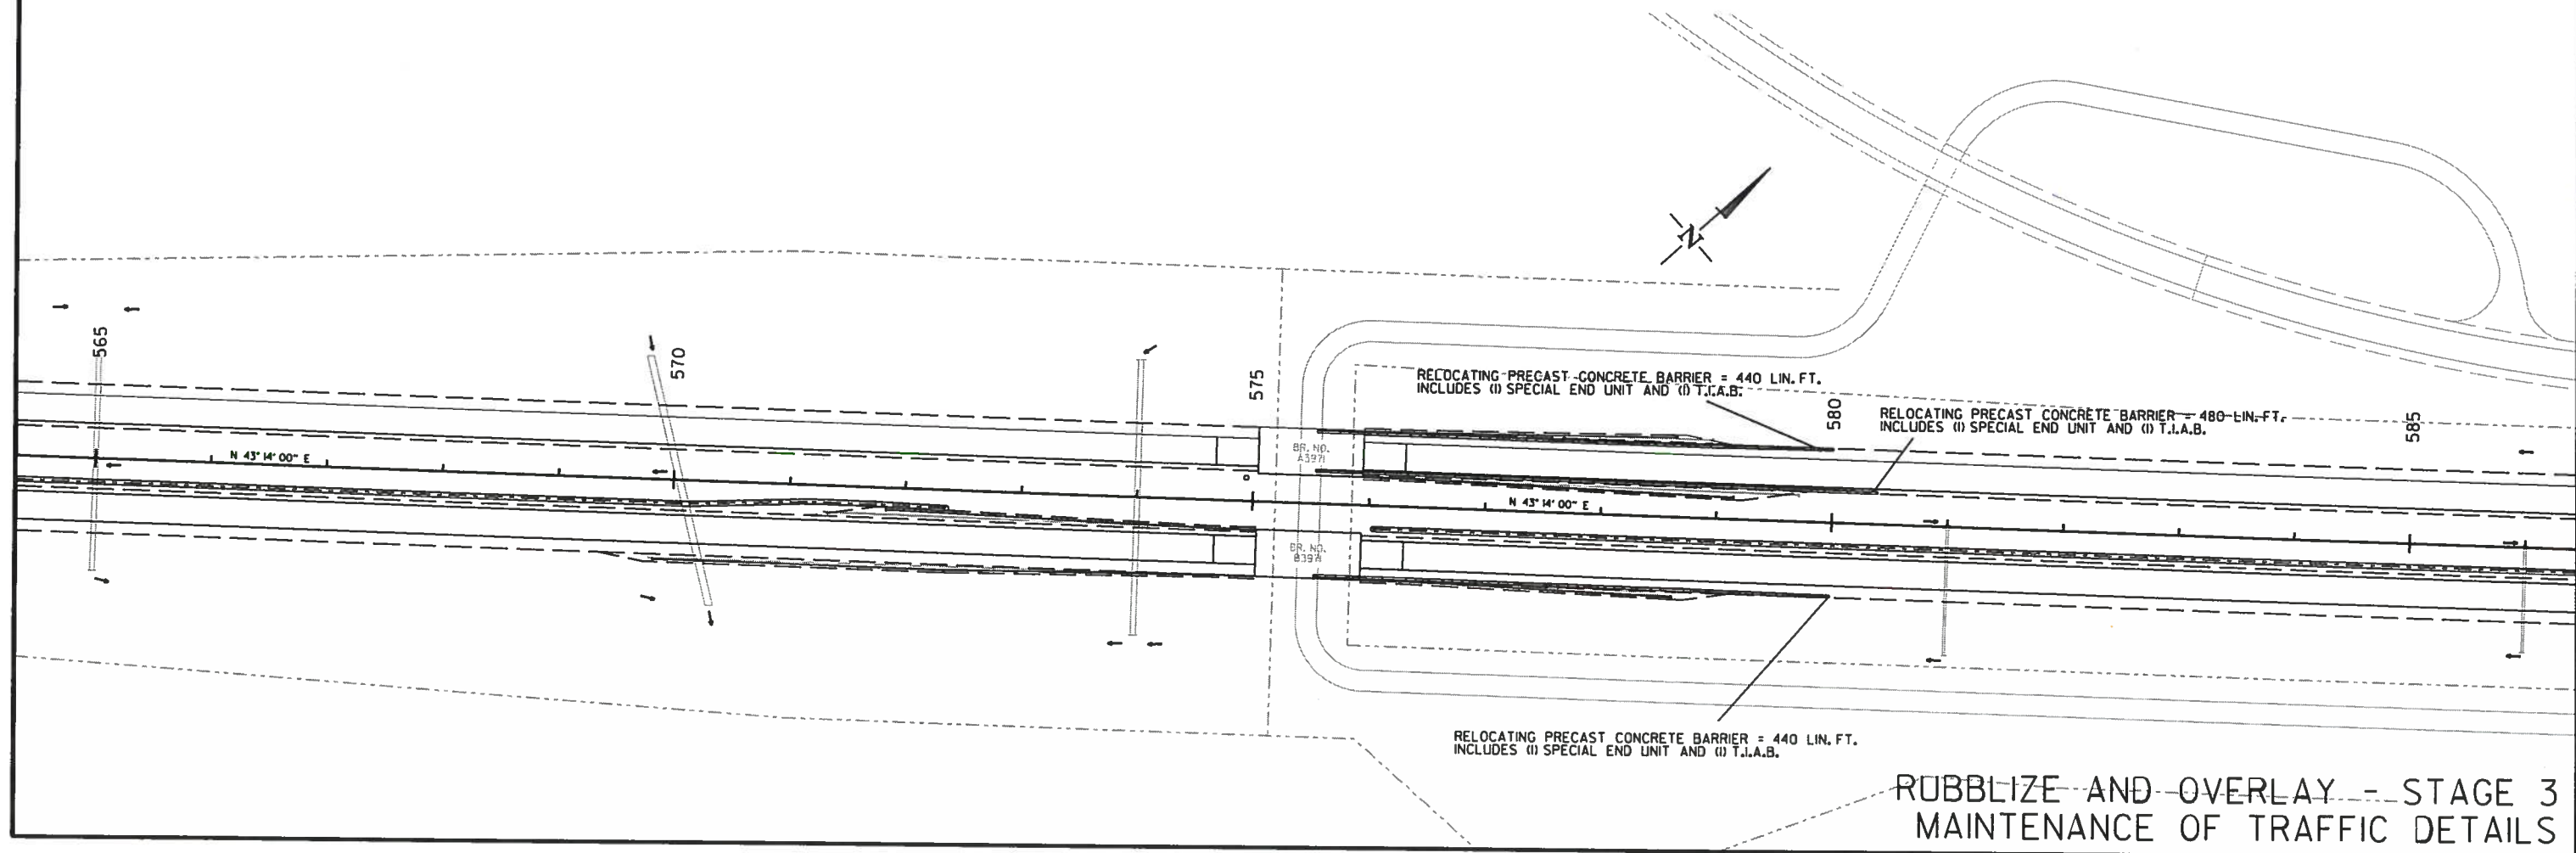 N
565
570
575
580
585
RELOCATING PRECAST CONCRETE BARRIER = 440 LIN. FT.
INCLUDES (1) SPECIAL END UNIT AND (1) T.I.A.B.
RELOCATING PRECAST CONCRETE BARRIER = 480 LIN. FT.
INCLUDES (1) SPECIAL END UNIT AND (1) T.I.A.B.
N 43° 14' 00" E
BR. NO.
A3971
N 43° 14' 00" E
BR. NO.
B3971
RELOCATING PRECAST CONCRETE BARRIER = 440 LIN. FT.
INCLUDES (1) SPECIAL END UNIT AND (1) T.I.A.B.
RUBBLIZE AND OVERLAY - STAGE 3
MAINTENANCE OF TRAFFIC DETAILS